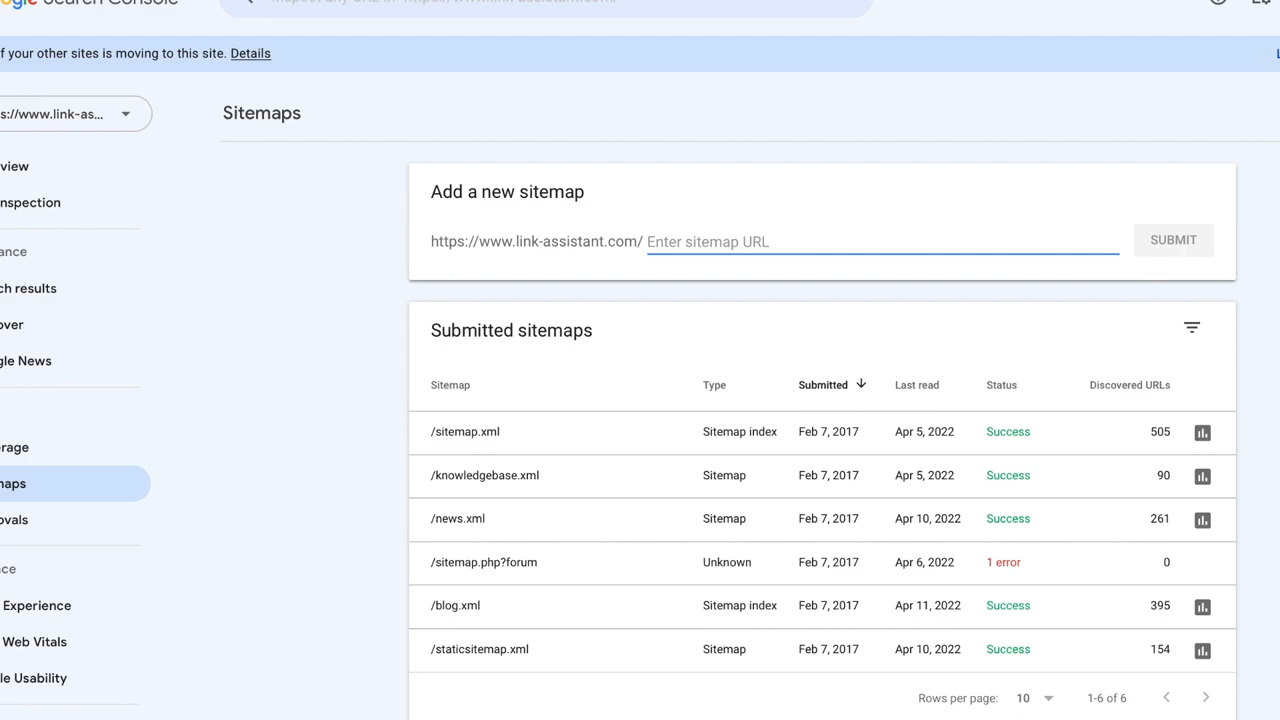 f your other sites is moving to this site. Details
s://www.link-as...
Sitemaps
view
nspection
ance
ch results
over
gle News
erage
maps
ovals
ce
Experience
Web Vitals
le Usability
Add a new sitemap
https://www.link-assistant.com/ Enter sitemap URL SUBMIT
Submitted sitemaps
Sitemap Type Submitted Last read Status Discovered URLs
/sitemap.xml Sitemap index Feb 7, 2017 Apr 5, 2022 Success 505
/knowledgebase.xml Sitemap Feb 7, 2017 Apr 5, 2022 Success 90
/news.xml Sitemap Feb 7, 2017 Apr 10, 2022 Success 261
/sitemap.php?forum Unknown Feb 7, 2017 Apr 6, 2022 1 error 0
/blog.xml Sitemap index Feb 7, 2017 Apr 11, 2022 Success 395
/staticsitemap.xml Sitemap Feb 7, 2017 Apr 10, 2022 Success 154
Rows per page: 10 1-6 of 6